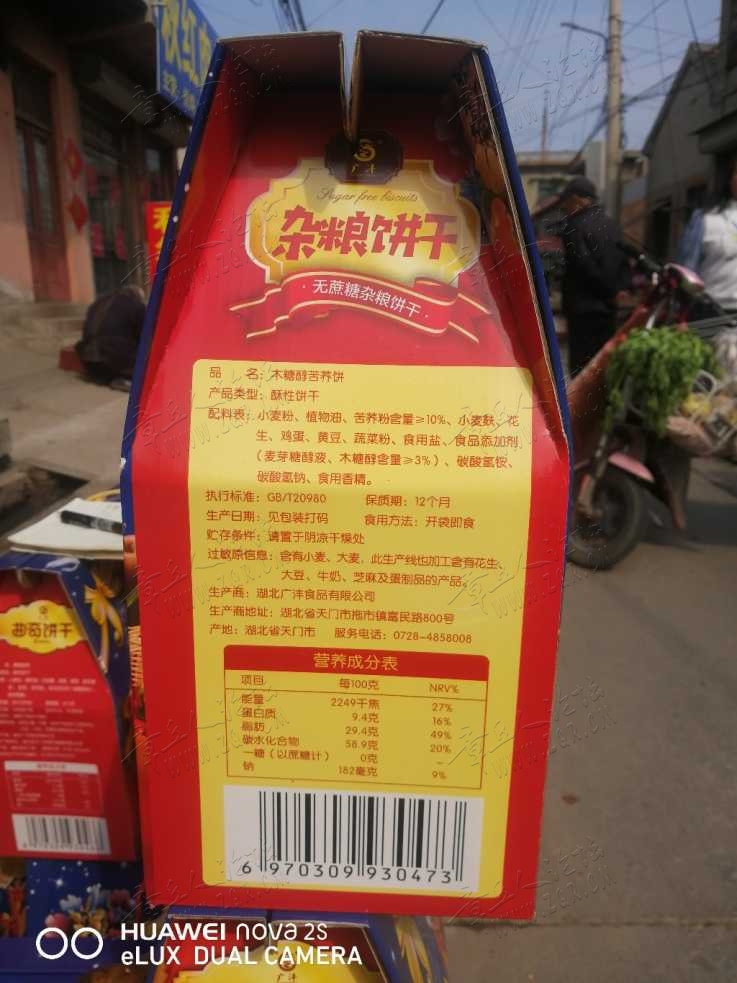 Sugar free biscuits
杂粮饼干
无蔗糖杂粮饼干
品 名：木糖醇苦荞饼
产品类型：酥性饼干
配料表：小麦粉、植物油、苦荞粉含量≥10%、小麦麸、花
生、鸡蛋、黄豆、蔬菜粉、食用盐、食品添加剂
（麦芽糖醇液、木糖醇含量≥3%）、碳酸氢铵、
碳酸氢钠、食用香精。
执行标准：GB/T20980 保质期：12个月
生产日期：见包装打码 食用方法：开袋即食
贮存条件：请置于阴凉干燥处
过敏原信息：含有小麦、大麦，此生产线也加工含有花生、
大豆、牛奶、芝麻及蛋制品的产品。
生产商：湖北广沣食品有限公司
生产商地址：湖北省天门市拖市镇富民路800号
产地：湖北省天门市 服务电话：0728-4858008
营养成分表
项目 每100克 NRV%
能量 2249千焦 27%
蛋白质 9.4克 16%
脂肪 29.4克 49%
碳水化合物 58.9克 20%
—糖（以蔗糖计） 0克
钠 182毫克 9%
6 970309 930473
曲奇饼干
HUAWEI nova 2s
eLUX DUAL CAMERA